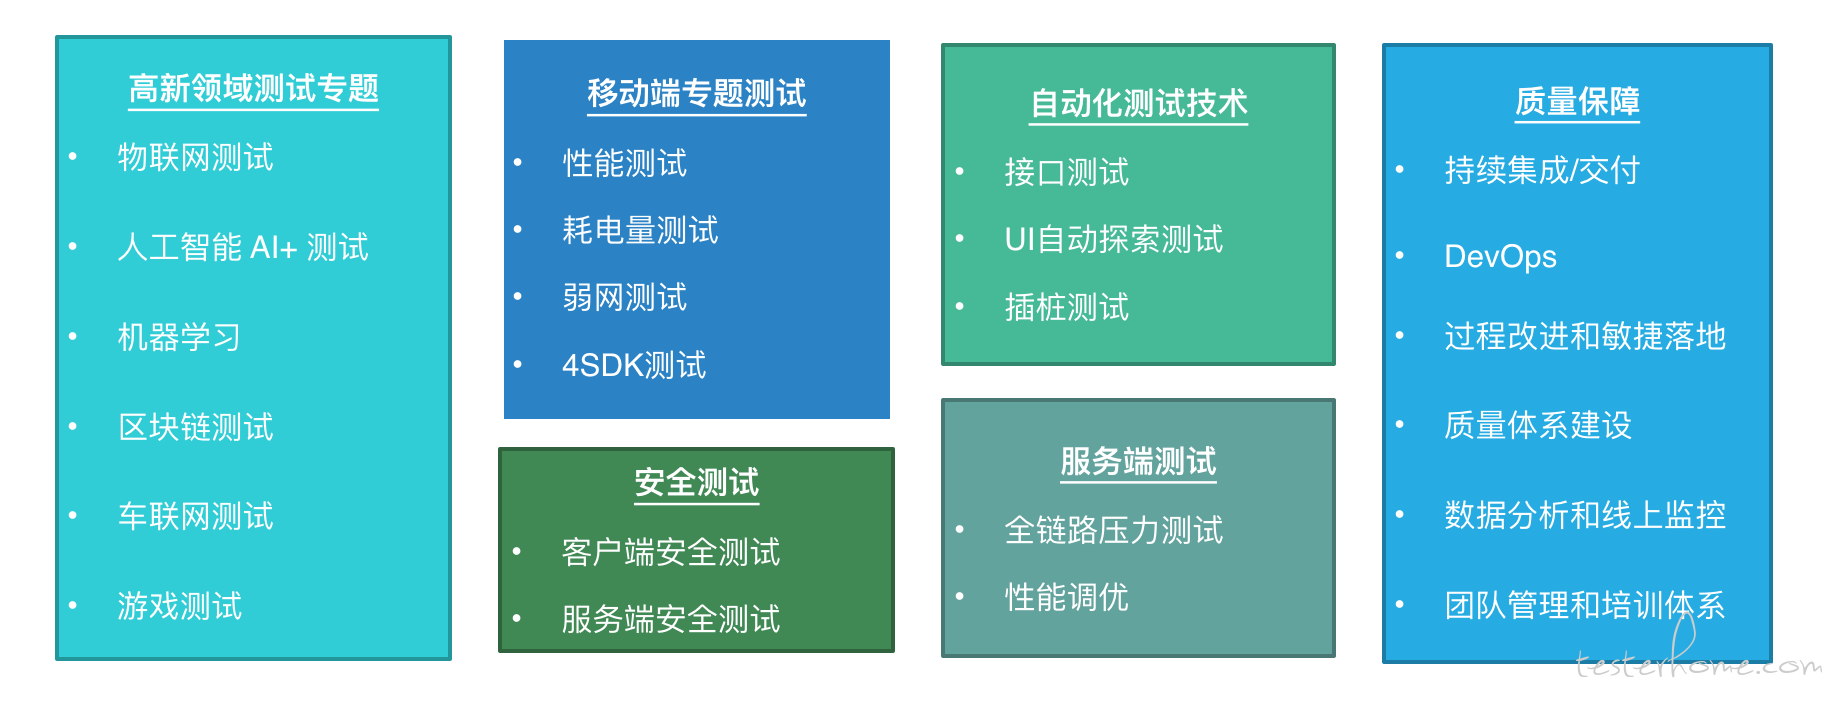 高新领域测试专题
物联网测试
人工智能 AI+ 测试
机器学习
区块链测试
车联网测试
游戏测试
移动端专题测试
性能测试
耗电量测试
弱网测试
4SDK测试
安全测试
客户端安全测试
服务端安全测试
自动化测试技术
接口测试
UI自动探索测试
插桩测试
服务端测试
全链路压力测试
性能调优
质量保障
持续集成/交付
DevOps
过程改进和敏捷落地
质量体系建设
数据分析和线上监控
团队管理和培训体系
testerhome.com